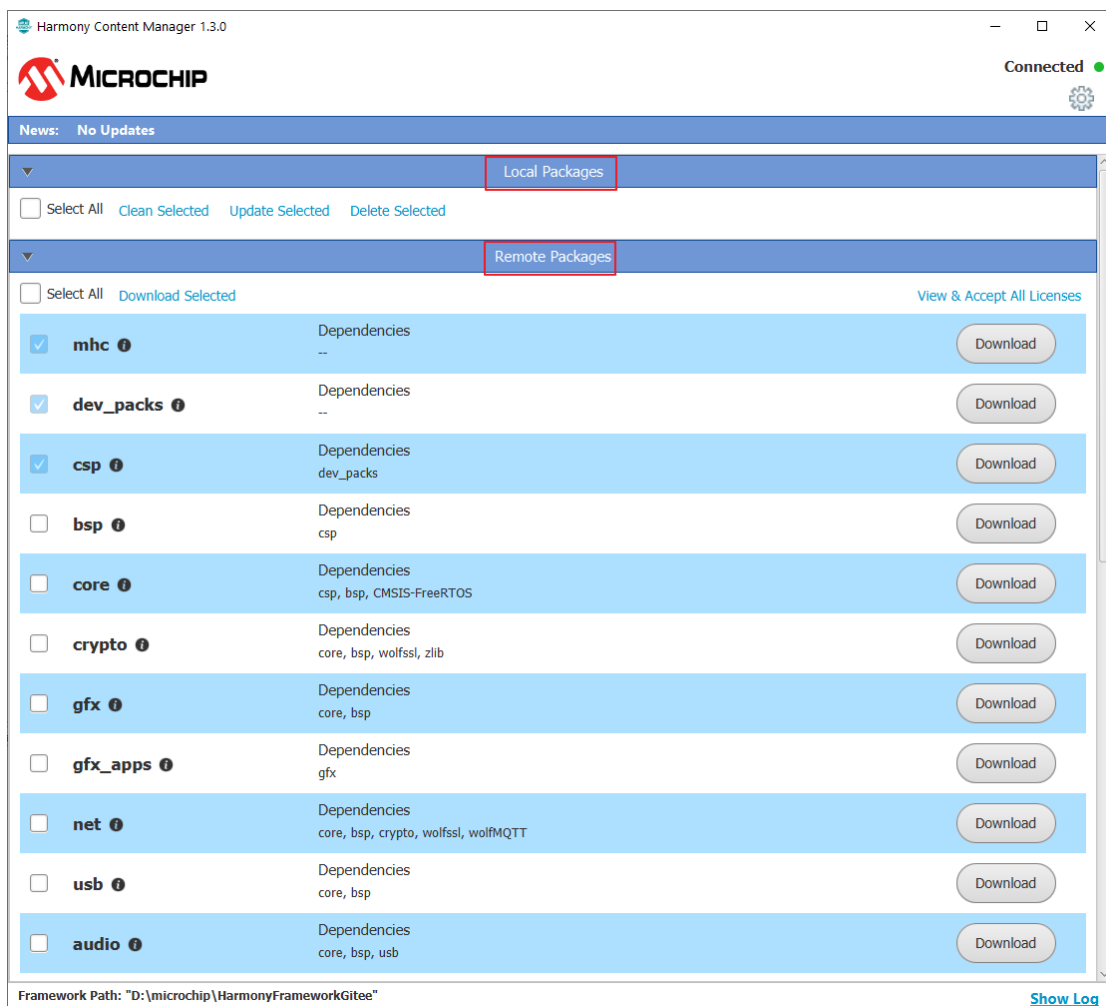 Harmony Content Manager 1.3.0
MICROCHIP
Connected
News: No Updates
Local Packages
Select All Clean Selected Update Selected Delete Selected
Remote Packages
Select All Download Selected View & Accept All Licenses
Dependencies
mhc Download
--
Dependencies
dev_packs Download
--
Dependencies
csp Download
dev_packs
Dependencies
bsp Download
csp
Dependencies
core Download
csp, bsp, CMSIS-FreeRTOS
Dependencies
crypto Download
core, bsp, wolfssl, zlib
Dependencies
gfx Download
core, bsp
Dependencies
gfx_apps Download
gfx
Dependencies
net Download
core, bsp, crypto, wolfssl, wolfMQTT
Dependencies
usb Download
core, bsp
Dependencies
audio Download
core, bsp, usb
Framework Path: "D:\microchip\HarmonyFrameworkGitee" Show Log